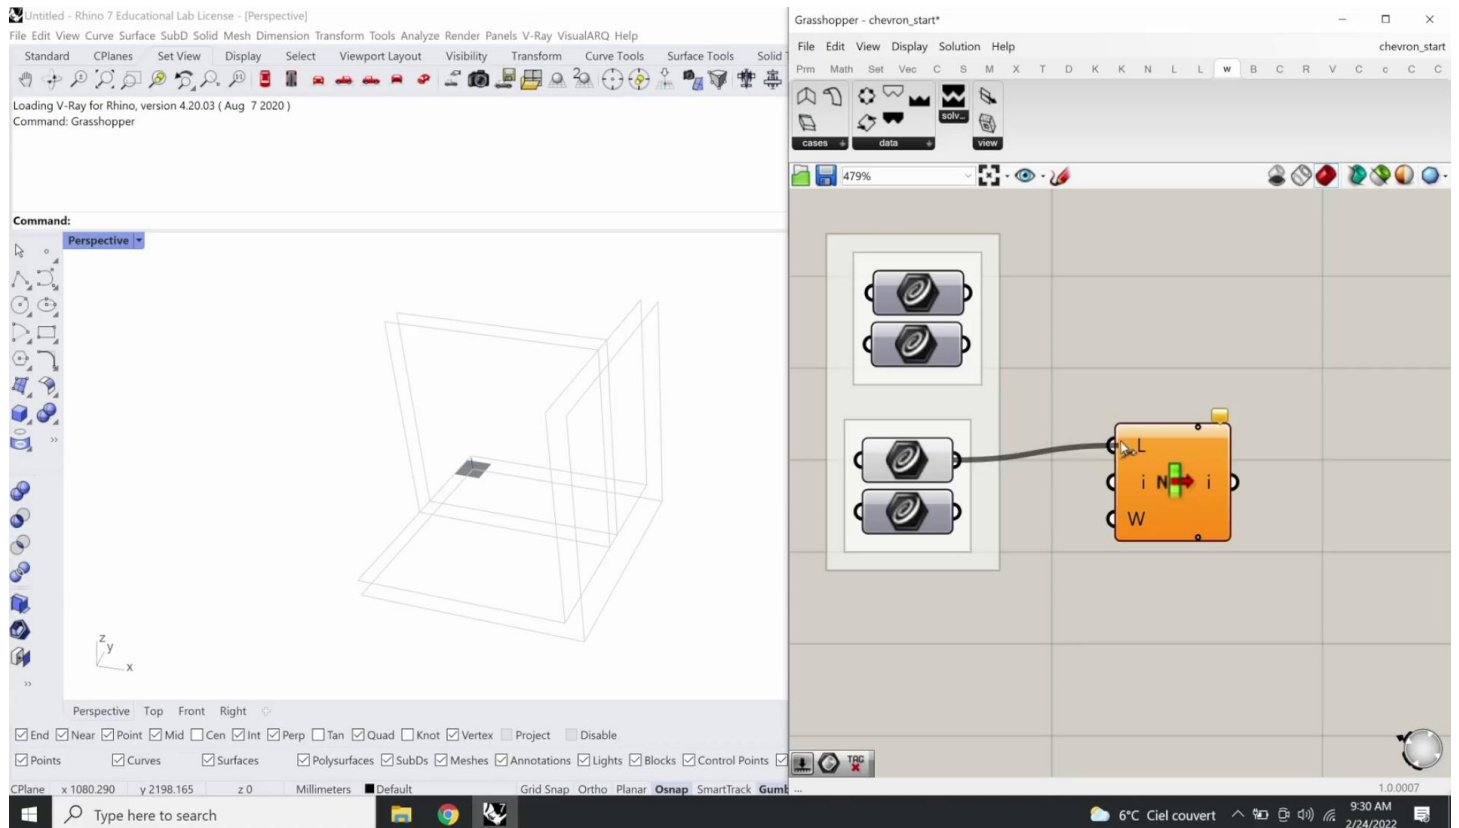 Untitled - Rhino 7 Educational Lab License - [Perspective]
File Edit View Curve Surface SubD Solid Mesh Dimension Transform Tools Analyze Render Panels V-Ray VisualARQ Help
Standard CPlanes Set View Display Select Viewport Layout Visibility Transform Curve Tools Surface Tools Solid
Loading V-Ray for Rhino, version 4.20.03 ( Aug 7 2020 )
Command: Grasshopper
Command:
Perspective
z
y
x
Perspective Top Front Right
End Near Point Mid Cen Int Perp Tan Quad Knot Vertex Project Disable
Points Curves Surfaces Polysurfaces SubDs Meshes Annotations Lights Blocks Control Points
CPlane x 1080.290 y 2198.165 z 0 Millimeters Default Grid Snap Ortho Planar Osnap SmartTrack Gumb
Grasshopper - chevron_start*
File Edit View Display Solution Help chevron_start
Prm Math Set Vec C S M X T D K K N L L w B C R V C c C C
solv...
cases data view
479%
L
i N i
W
TAG
... 1.0.0007
Type here to search
6°C Ciel couvert
9:30 AM
2/24/2022